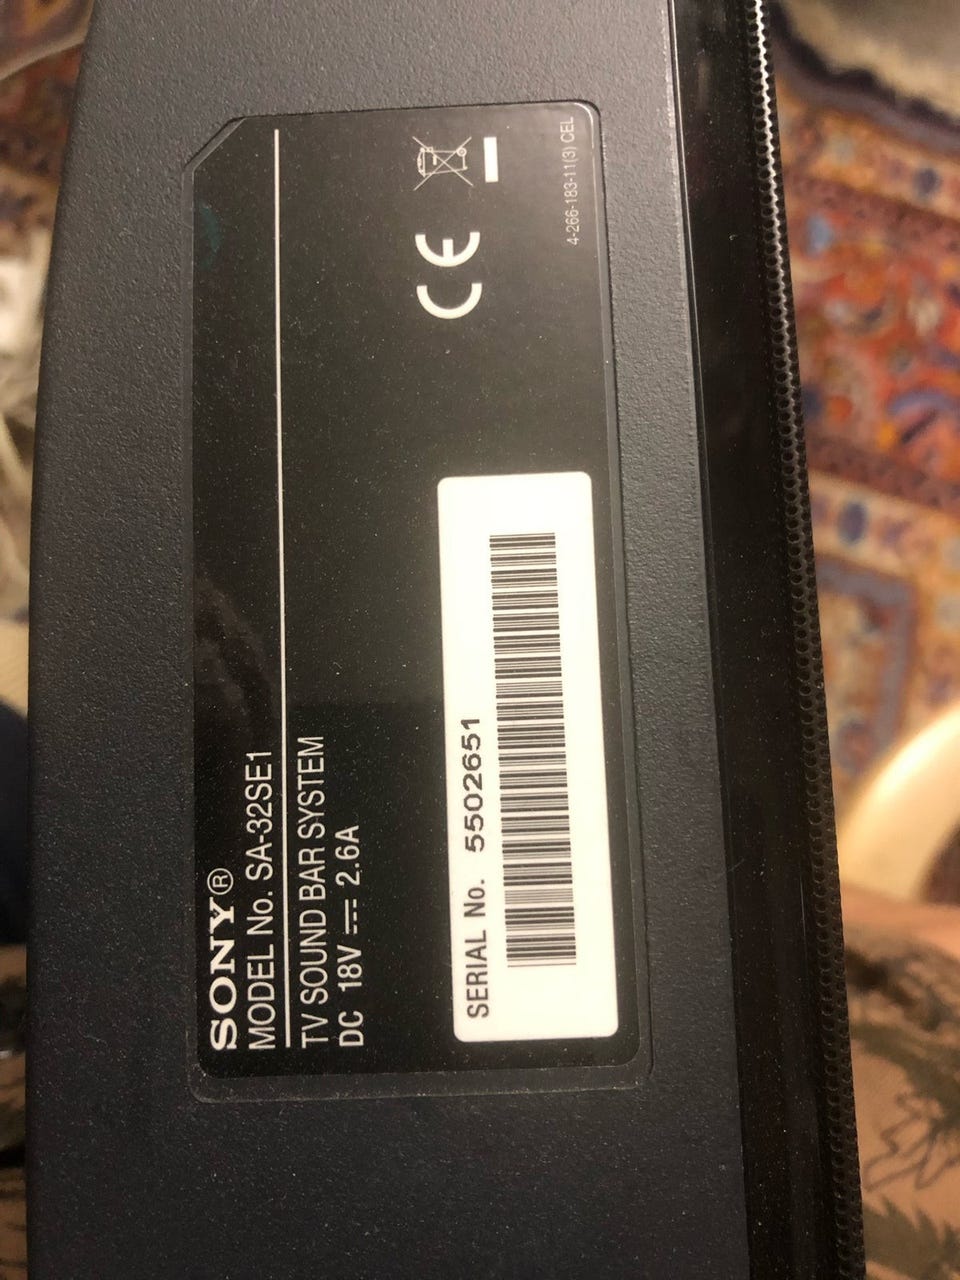 SONY®
MODEL No. SA-32SE1
TV SOUND BAR SYSTEM
DC 18V ⎓ 2.6A
CE
SERIAL No. 5502651
4-266-183-11(3) CEL